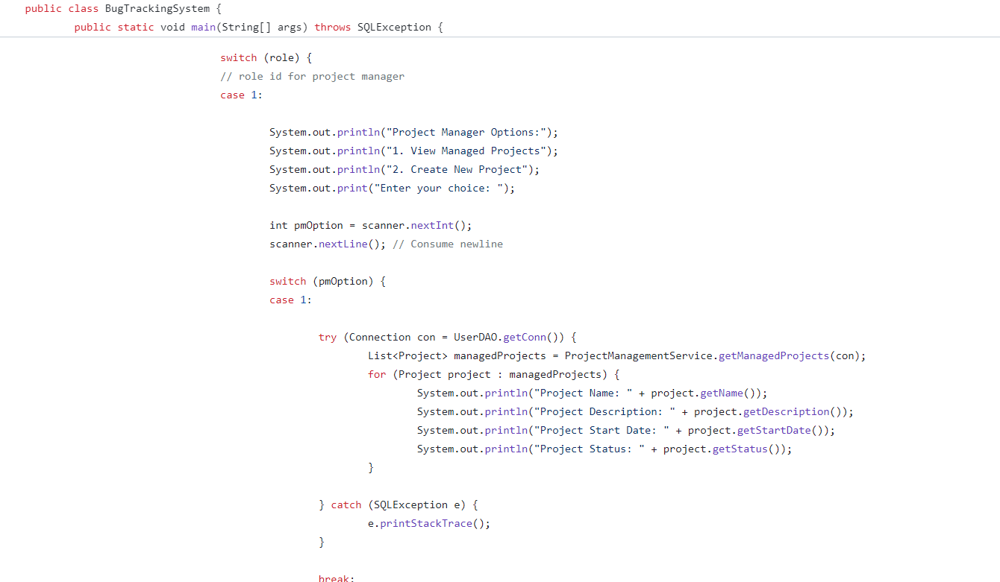 public class BugTrackingSystem {
public static void main(String[] args) throws SQLException {
switch (role) {
// role id for project manager
case 1:
System.out.println("Project Manager Options:");
System.out.println("1. View Managed Projects");
System.out.println("2. Create New Project");
System.out.print("Enter your choice: ");
int pmOption = scanner.nextInt();
scanner.nextLine(); // Consume newline
switch (pmOption) {
case 1:
try (Connection con = UserDAO.getConn()) {
List<Project> managedProjects = ProjectManagementService.getManagedProjects(con);
for (Project project : managedProjects) {
System.out.println("Project Name: " + project.getName());
System.out.println("Project Description: " + project.getDescription());
System.out.println("Project Start Date: " + project.getStartDate());
System.out.println("Project Status: " + project.getStatus());
}
} catch (SQLException e) {
e.printStackTrace();
}
break;